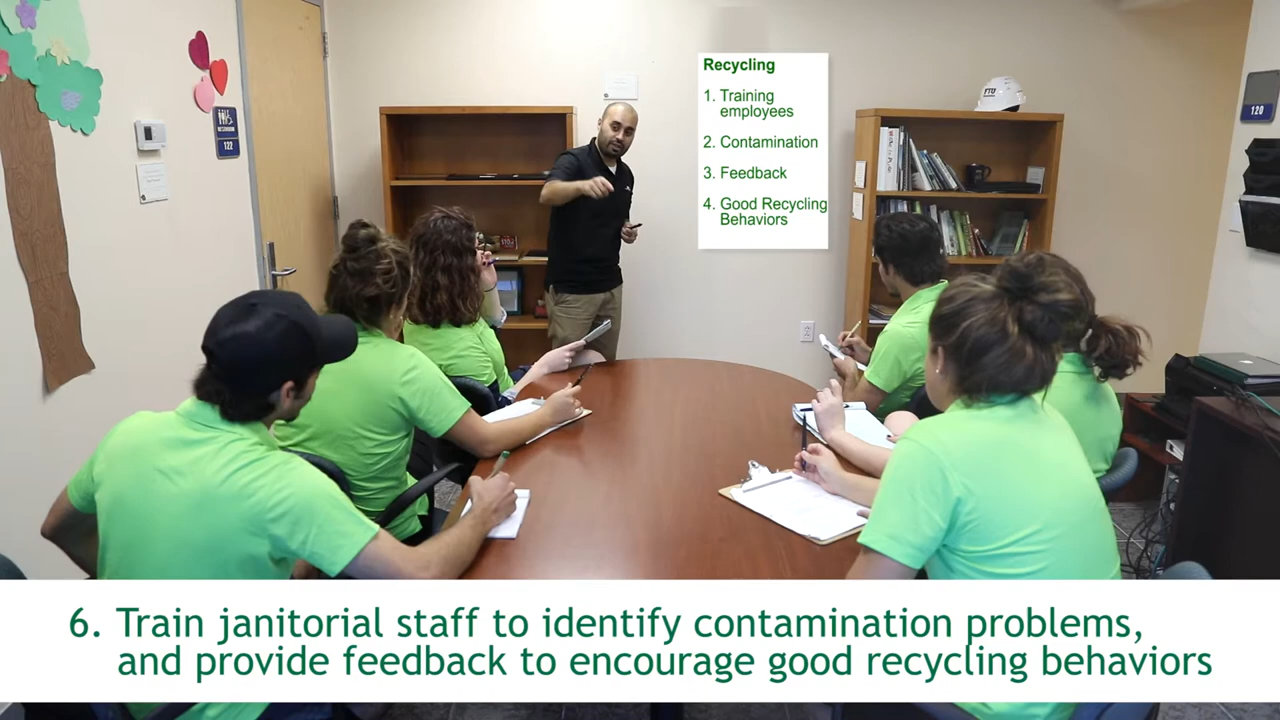 Recycling
1. Training
employees
2. Contamination
3. Feedback
4. Good Recycling
Behaviors
FIU
120
122
6. Train janitorial staff to identify contamination problems,
and provide feedback to encourage good recycling behaviors